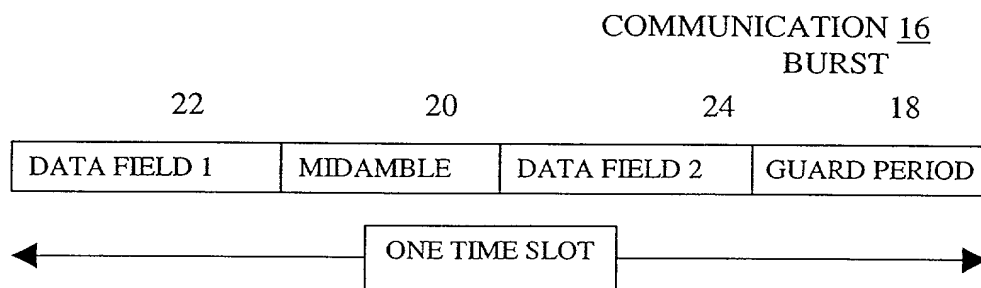 COMMUNICATION 16
BURST
22 20 24 18
DATA FIELD 1 MIDAMBLE DATA FIELD 2 GUARD PERIOD
ONE TIME SLOT